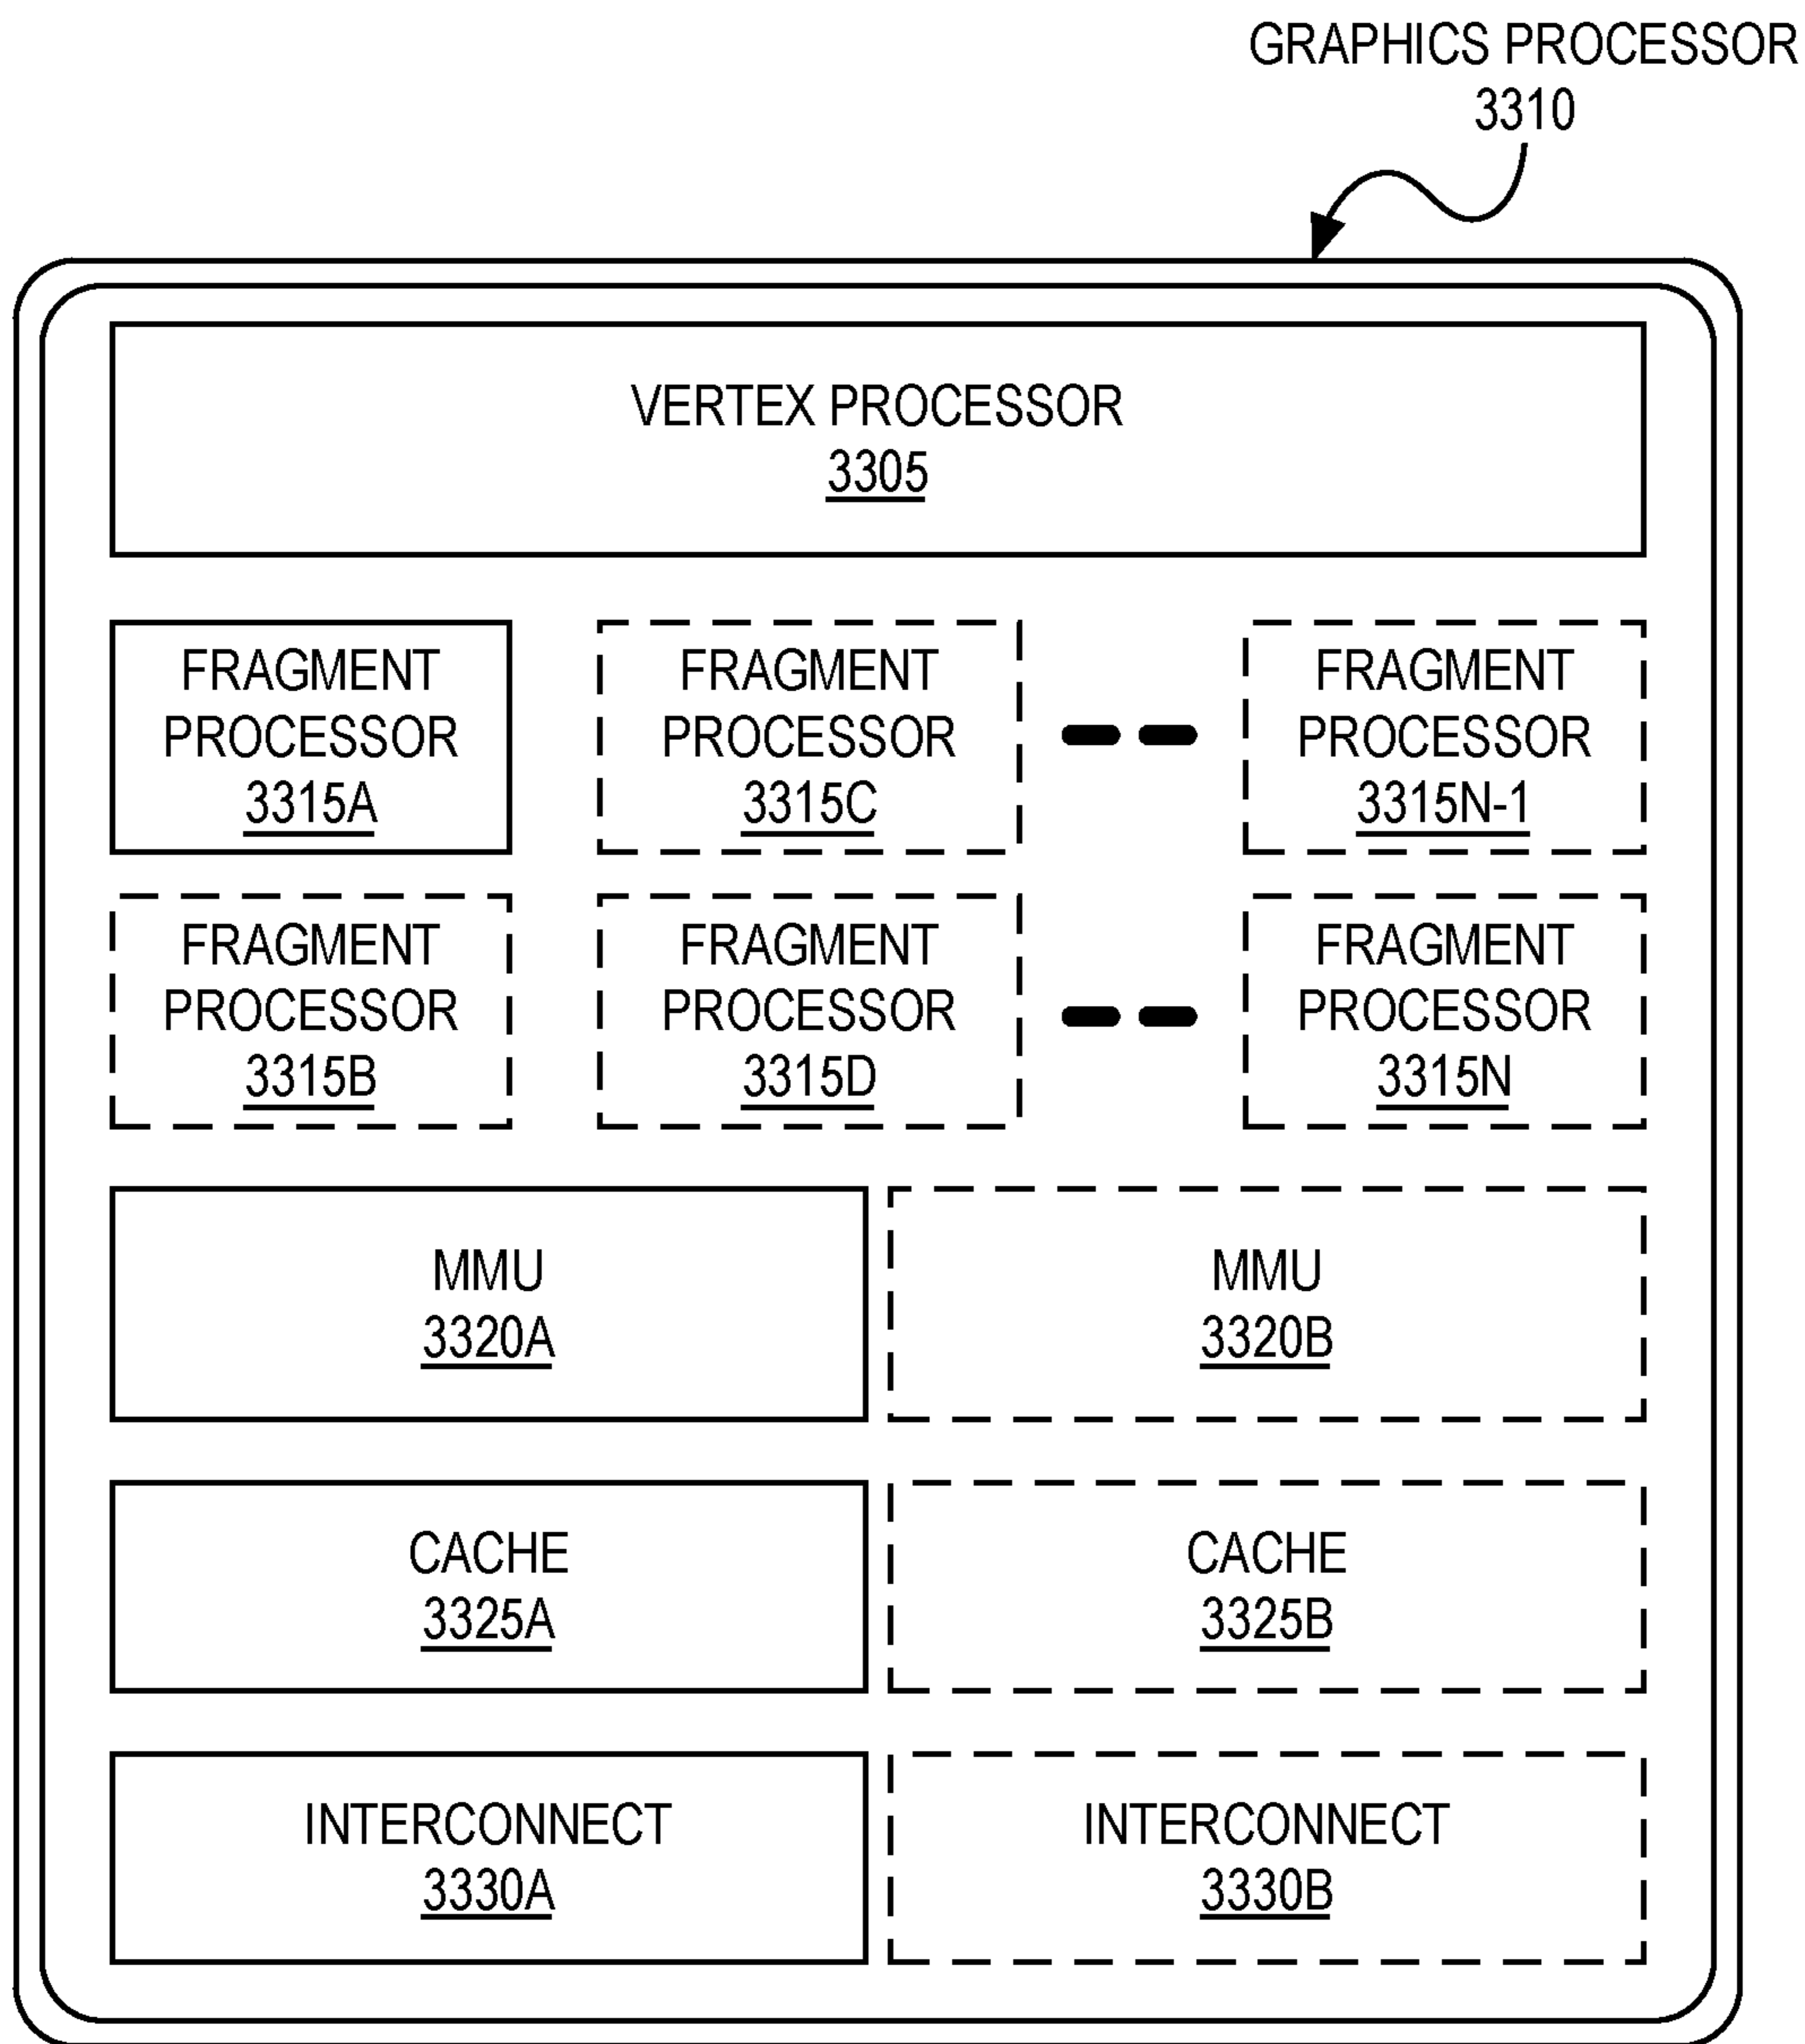 GRAPHICS PROCESSOR
3310
VERTEX PROCESSOR
3305
FRAGMENT
PROCESSOR
3315A
FRAGMENT
PROCESSOR
3315C
FRAGMENT
PROCESSOR
3315N-1
FRAGMENT
PROCESSOR
3315B
FRAGMENT
PROCESSOR
3315D
FRAGMENT
PROCESSOR
3315N
MMU
3320A
MMU
3320B
CACHE
3325A
CACHE
3325B
INTERCONNECT
3330A
INTERCONNECT
3330B